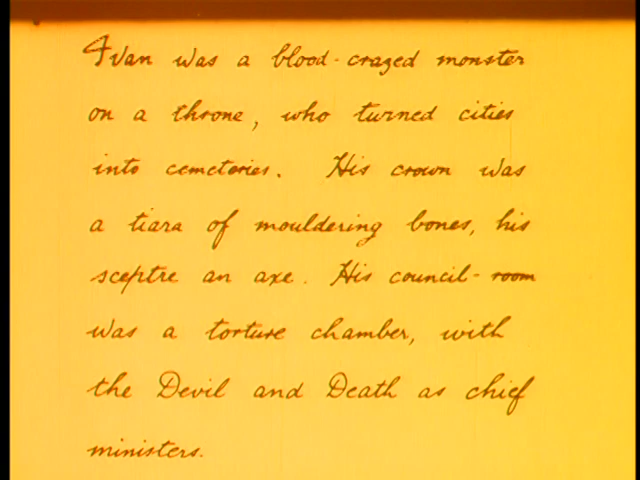 Ivan was a blood-crazed monster
on a throne, who turned cities
into cemeteries. His crown was
a tiara of mouldering bones, his
sceptre an axe. His council-room
was a torture chamber, with
the Devil and Death as chief
ministers.